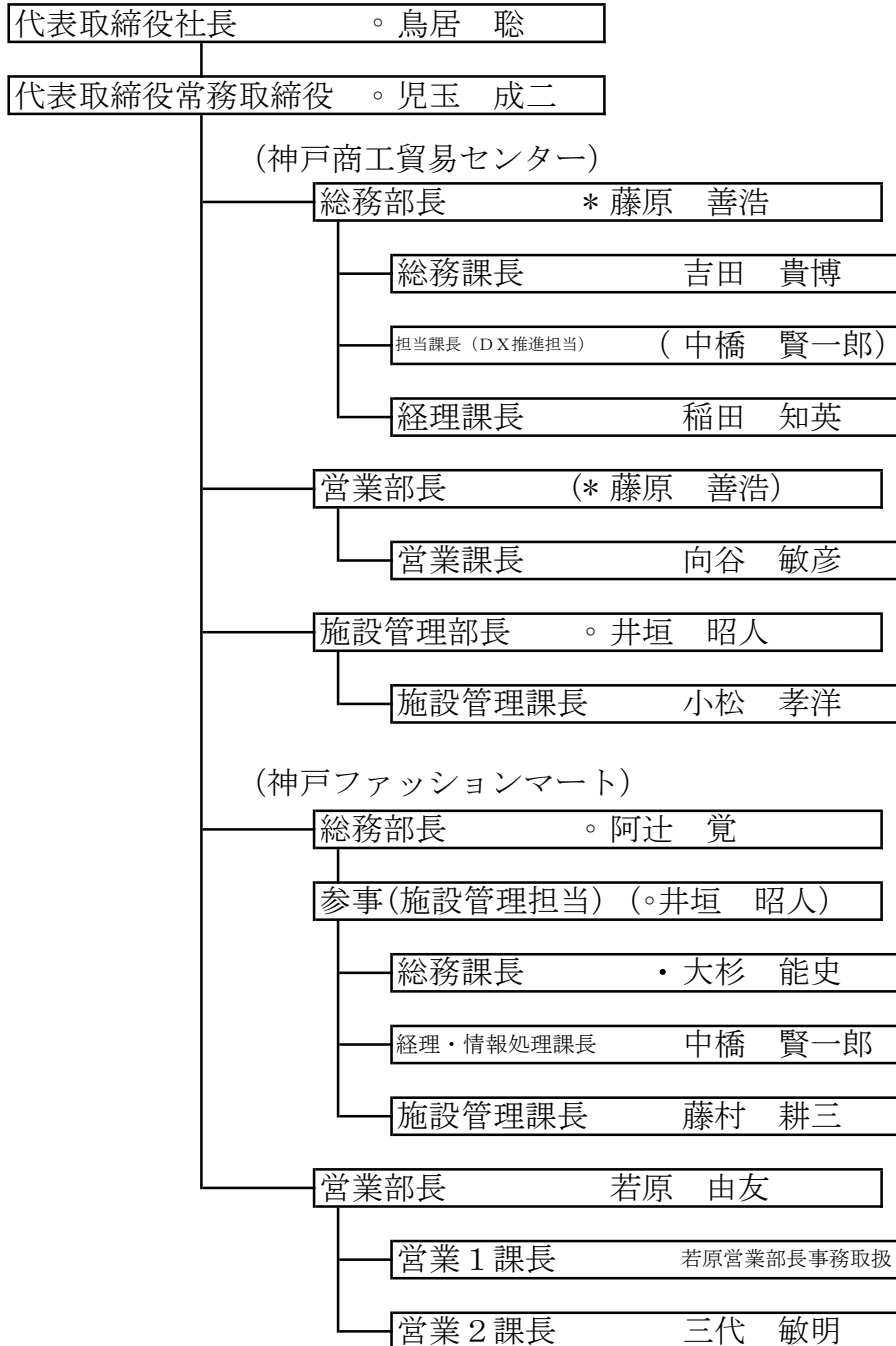 代表取締役社長　◦鳥居　聡
代表取締役常務取締役　◦児玉　成二
(神戸商工貿易センター)
総務部長　＊藤原　善浩
総務課長　吉田　貴博
担当課長（ＤＸ推進担当）　(中橋　賢一郎)
経理課長　稲田　知英
営業部長　(＊藤原　善浩)
営業課長　向谷　敏彦
施設管理部長　◦井垣　昭人
施設管理課長　小松　孝洋
(神戸ファッションマート)
総務部長　◦阿辻　覚
参事(施設管理担当)　(◦井垣　昭人)
総務課長　・大杉　能史
経理・情報処理課長　中橋　賢一郎
施設管理課長　藤村　耕三
営業部長　若原　由友
営業１課長　若原営業部長事務取扱
営業２課長　三代　敏明